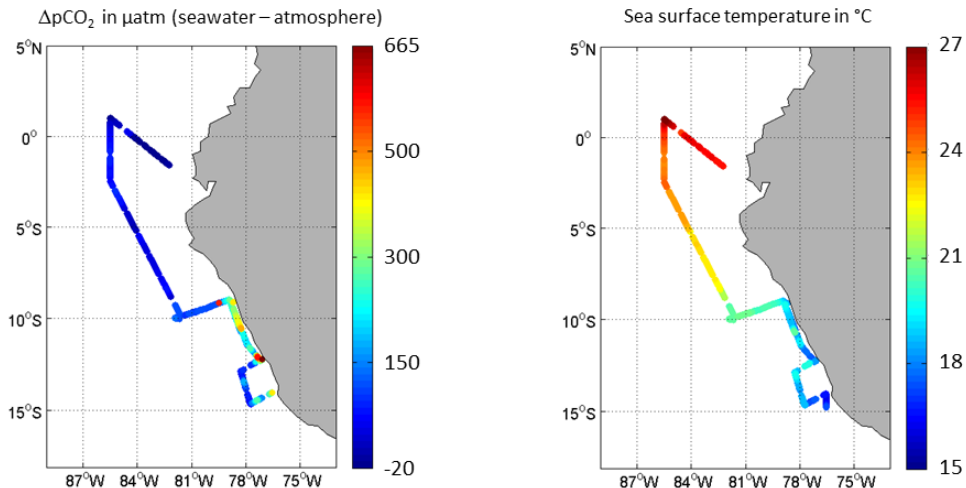 ΔpCO₂ in µatm (seawater – atmosphere)
5°N
0°
5°S
10°S
15°S
87°W 84°W 81°W 78°W 75°W
665
500
300
150
-20
Sea surface temperature in °C
5°N
0°
5°S
10°S
15°S
87°W 84°W 81°W 78°W 75°W
27
24
21
18
15